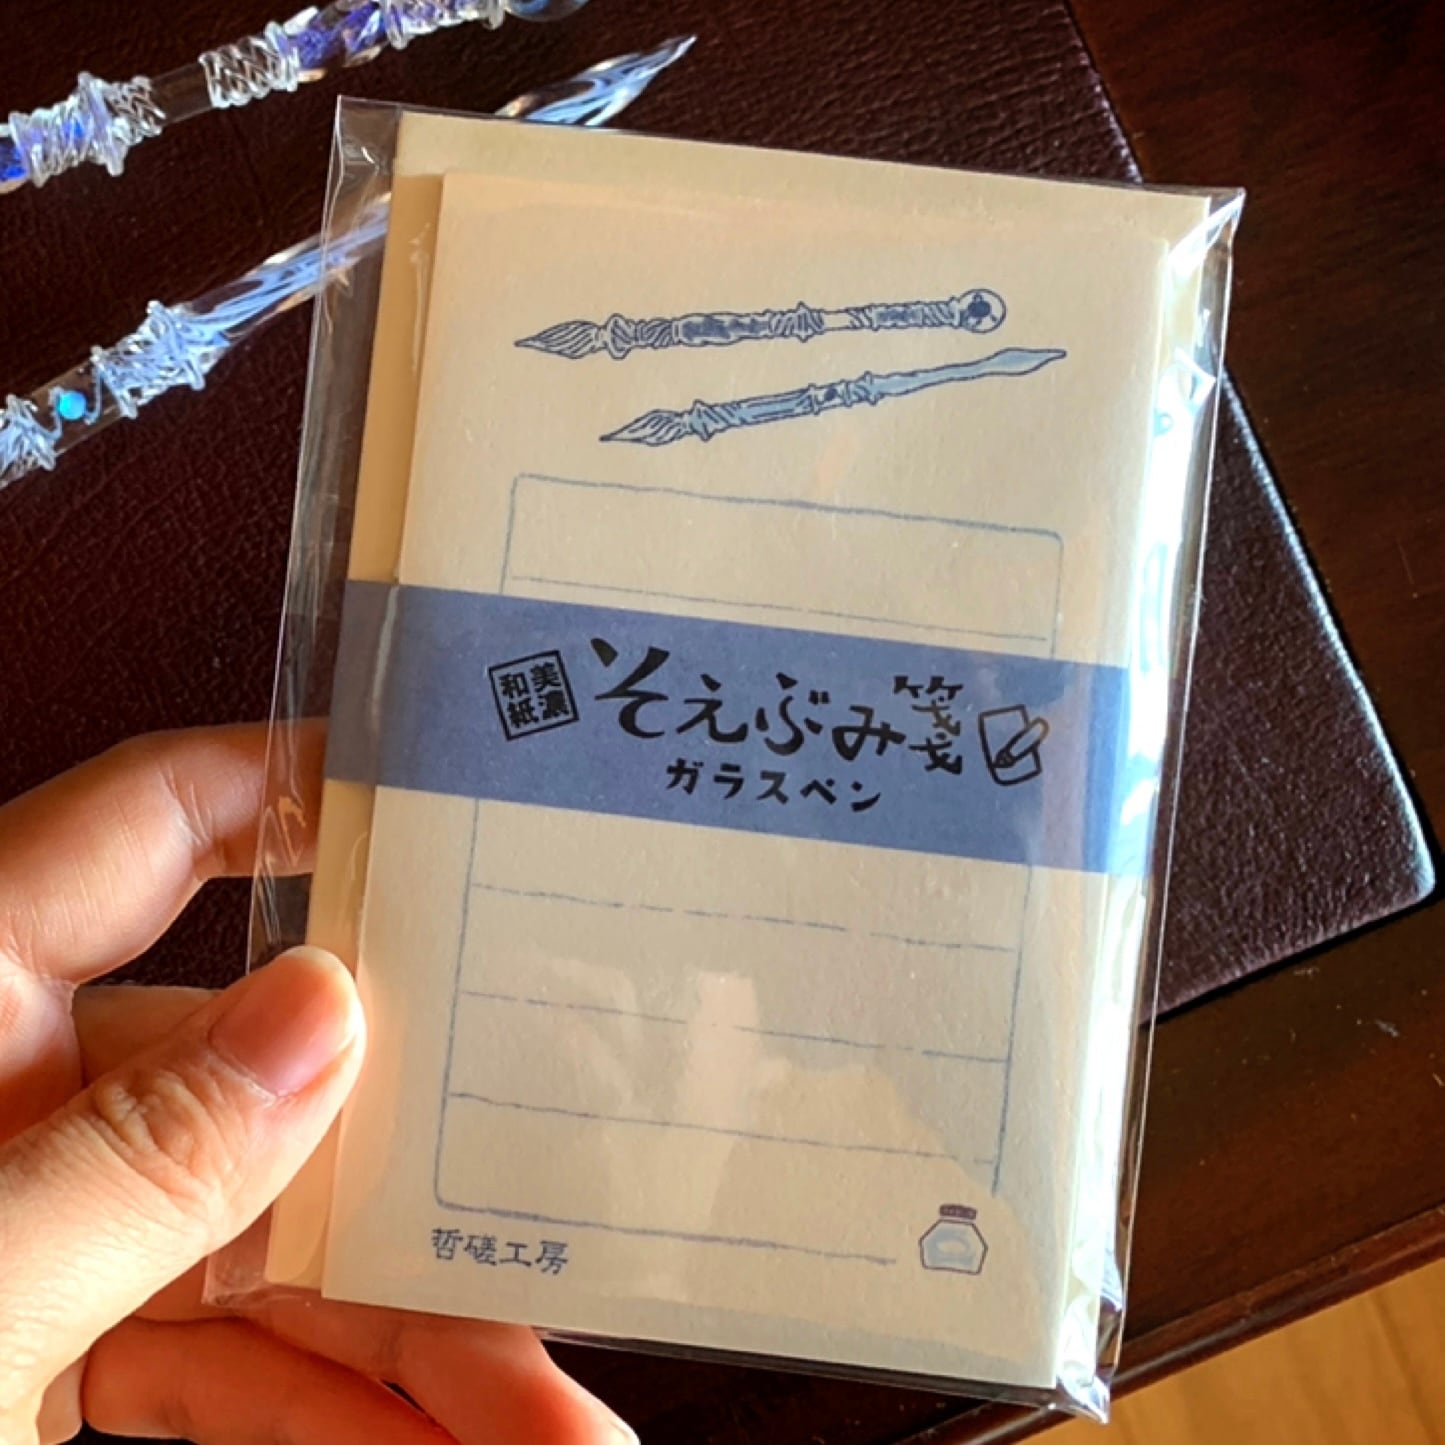 美濃
和紙
そえぶみ箋
ガラスペン
哲磋工房